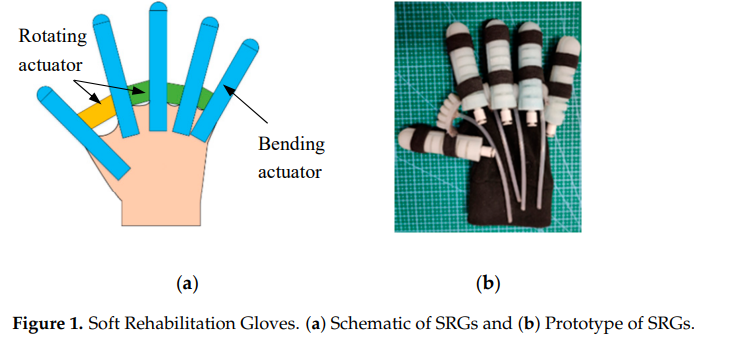 Rotating
actuator
Bending
actuator
(a)
(b)
Figure 1. Soft Rehabilitation Gloves. (a) Schematic of SRGs and (b) Prototype of SRGs.